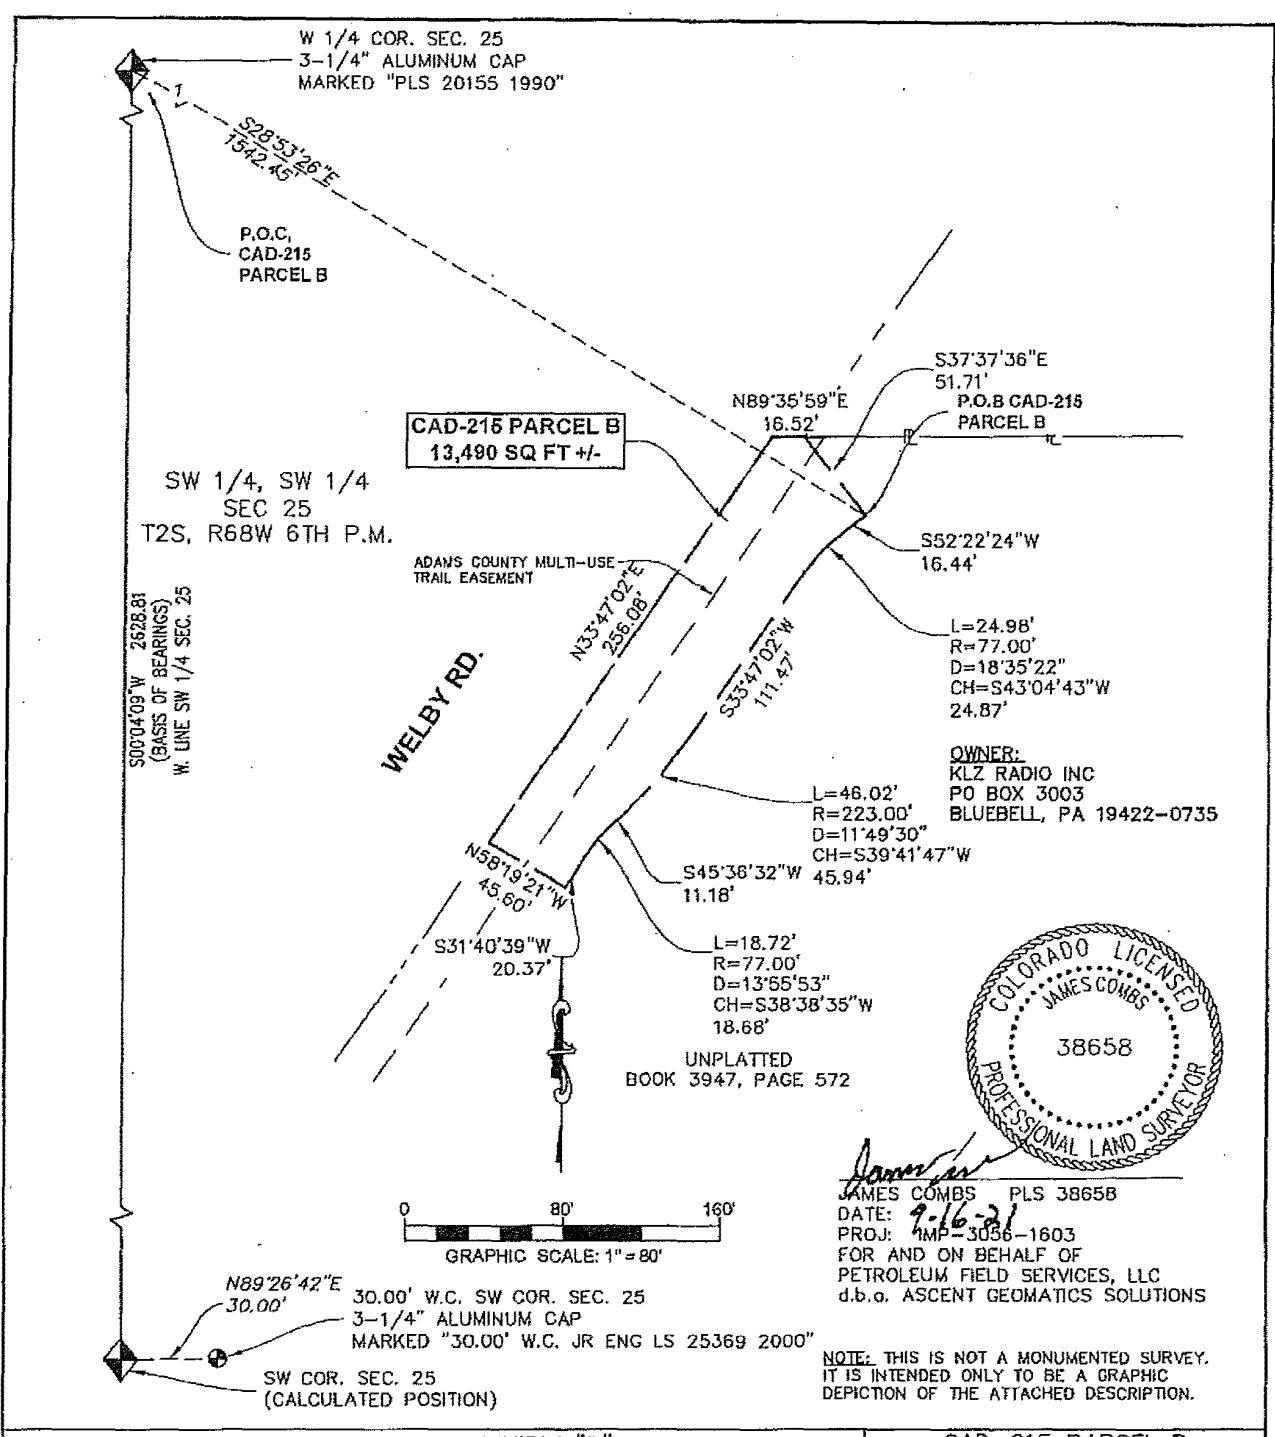 W 1/4 COR. SEC. 25
3-1/4" ALUMINUM CAP
MARKED "PLS 20155 1990"
S28°53'26"E
1542.45'
P.O.C.
CAD-215
PARCEL B
S37°37'36"E
51.71'
N89°35'59"E
16.52'
P.O.B CAD-215
PARCEL B
CAD-215 PARCEL B
13,490 SQ FT +/-
SW 1/4, SW 1/4
SEC 25
T2S, R68W 6TH P.M.
S52°22'24"W
16.44'
ADAMS COUNTY MULTI-USE
TRAIL EASEMENT
N33°47'02"E
256.08'
S00°04'09"W 2628.81
(BASIS OF BEARINGS)
W. LINE SW 1/4 SEC. 25
L=24.98'
R=77.00'
D=18°35'22"
CH=S43°04'43"W
24.87'
S33°47'02"W
111.47'
WELBY RD.
OWNER:
KLZ RADIO INC
PO BOX 3003
BLUEBELL, PA 19422-0735
L=46.02'
R=223.00'
D=11°49'30"
CH=S39°41'47"W
45.94'
N58°19'21"W
45.60'
S45°36'32"W
11.18'
S31°40'39"W
20.37'
L=18.72'
R=77.00'
D=13°55'53"
CH=S38°38'35"W
18.68'
UNPLATTED
BOOK 3947, PAGE 572
COLORADO LICENSED
JAMES COMBS
38658
PROFESSIONAL LAND SURVEYOR
JAMES COMBS PLS 38658
DATE: 9-16-21
PROJ: IMP-3056-1603
FOR AND ON BEHALF OF
PETROLEUM FIELD SERVICES, LLC
d.b.a. ASCENT GEOMATICS SOLUTIONS
0 80' 160'
GRAPHIC SCALE: 1" = 80'
N89°26'42"E
30.00'
30.00' W.C. SW COR. SEC. 25
3-1/4" ALUMINUM CAP
MARKED "30.00' W.C. JR ENG LS 25369 2000"
SW COR. SEC. 25
(CALCULATED POSITION)
NOTE: THIS IS NOT A MONUMENTED SURVEY.
IT IS INTENDED ONLY TO BE A GRAPHIC
DEPICTION OF THE ATTACHED DESCRIPTION.